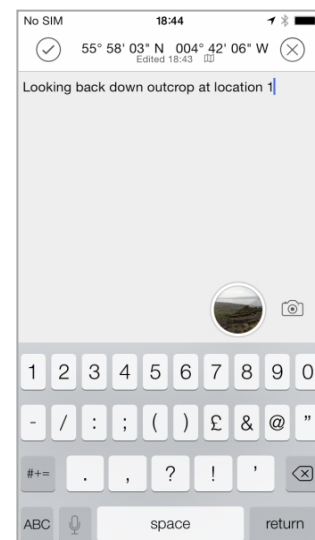 No SIM 18:44
55° 58' 03" N 004° 42' 06" W
Edited 18:43
Looking back down outcrop at location 1
1 2 3 4 5 6 7 8 9 0
- / : ; ( ) £ & @ "
#+= . , ? ! '
ABC space return